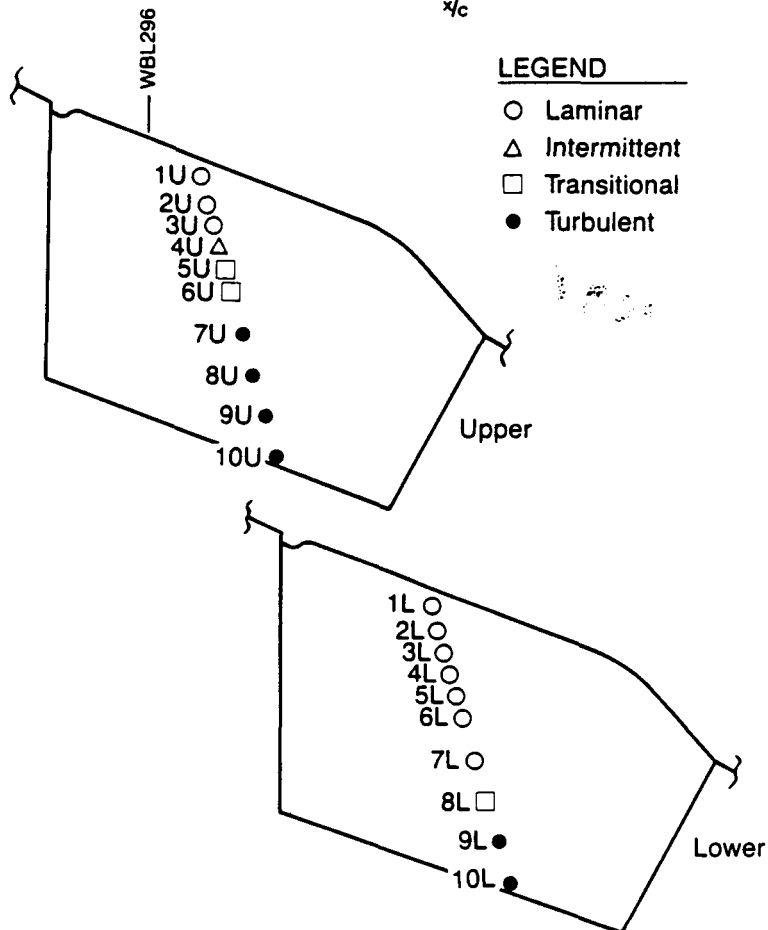 x/c
WBL296
LEGEND
Laminar
Intermittent
Transitional
Turbulent
1U
2U
3U
4U
5U
6U
7U
8U
9U
10U
Upper
1L
2L
3L
4L
5L
6L
7L
8L
9L
10L
Lower